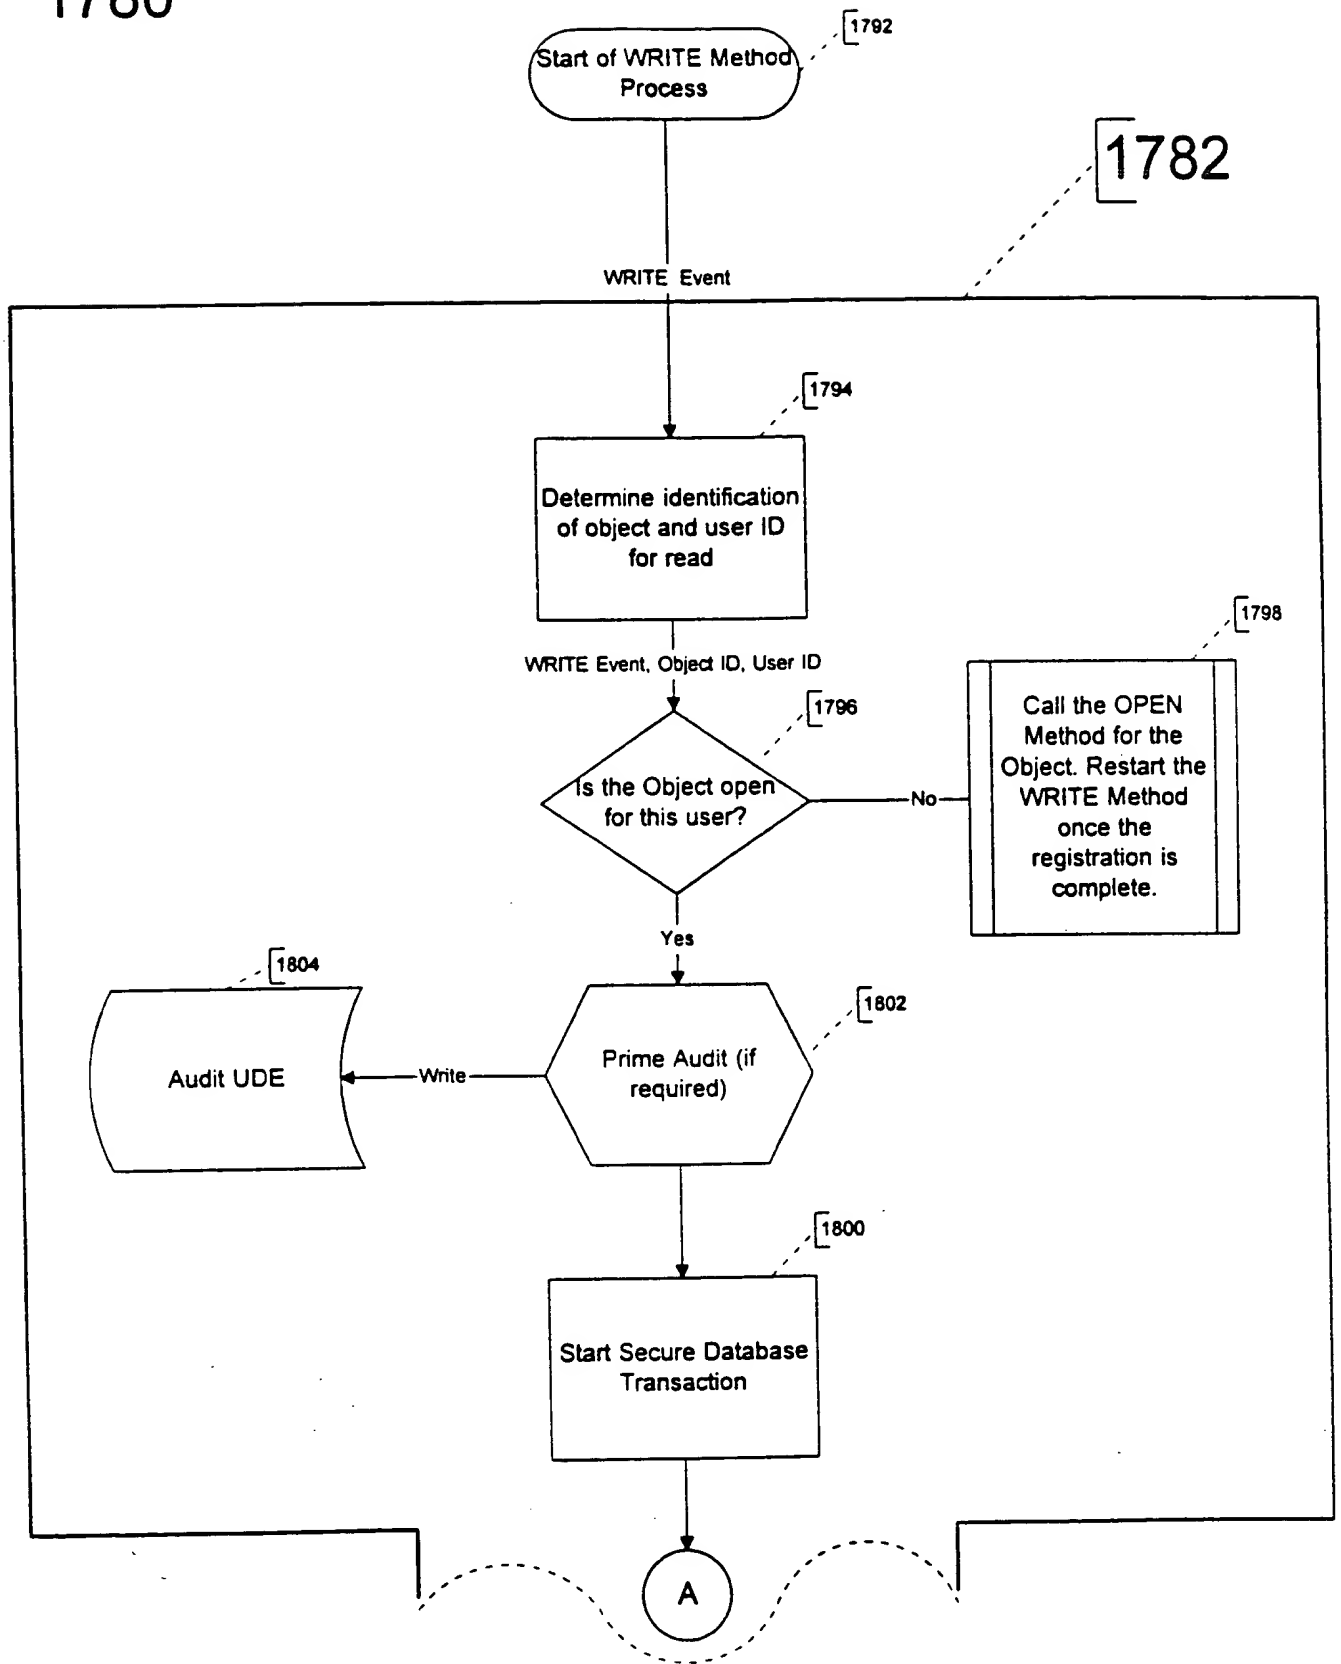 1780
1792
Start of WRITE Method
Process
1782
WRITE Event
1794
Determine identification
of object and user ID
for read
WRITE Event, Object ID, User ID
1796
1798
Is the Object open
for this user?
No
Call the OPEN
Method for the
Object. Restart the
WRITE Method
once the
registration is
complete.
Yes
1804
1802
Audit UDE
Write
Prime Audit (if
required)
1800
Start Secure Database
Transaction
A